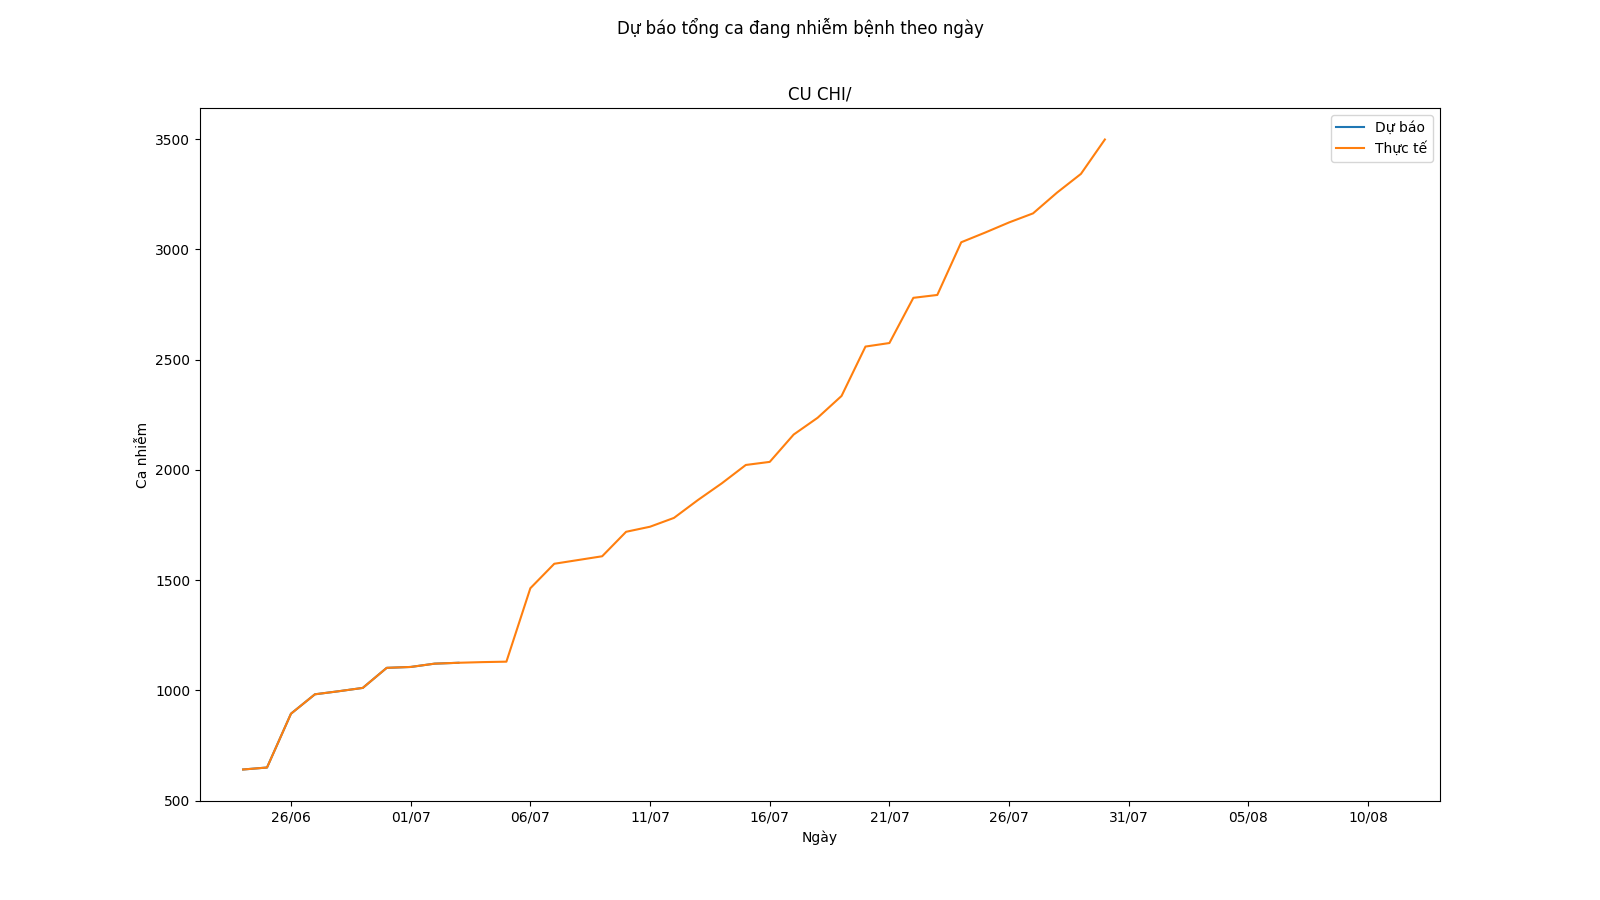 Dự báo tổng ca đang nhiễm bệnh theo ngày
CU CHI/
Dự báo
Thực tế
3500
3000
2500
2000
1500
1000
500
Ca nhiễm
26/06 01/07 06/07 11/07 16/07 21/07 26/07 31/07 05/08 10/08
Ngày